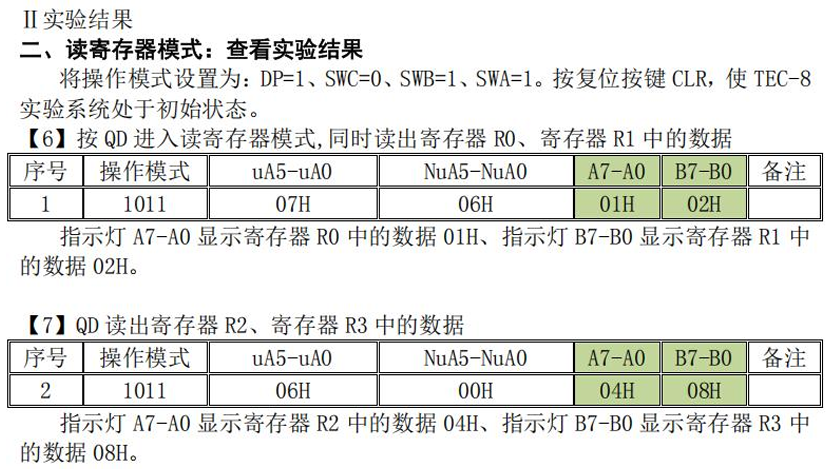 Ⅱ实验结果
二、读寄存器模式：查看实验结果
将操作模式设置为：DP=1、SWC=0、SWB=1、SWA=1。按复位按键 CLR，使 TEC-8
实验系统处于初始状态。
【6】按 QD 进入读寄存器模式,同时读出寄存器 R0、寄存器 R1 中的数据
序号 操作模式 uA5-uA0 NuA5-NuA0 A7-A0 B7-B0 备注
1 1011 07H 06H 01H 02H
指示灯 A7-A0 显示寄存器 R0 中的数据 01H、指示灯 B7-B0 显示寄存器 R1 中
的数据 02H。
【7】QD 读出寄存器 R2、寄存器 R3 中的数据
序号 操作模式 uA5-uA0 NuA5-NuA0 A7-A0 B7-B0 备注
2 1011 06H 00H 04H 08H
指示灯 A7-A0 显示寄存器 R2 中的数据 04H、指示灯 B7-B0 显示寄存器 R3 中
的数据 08H。